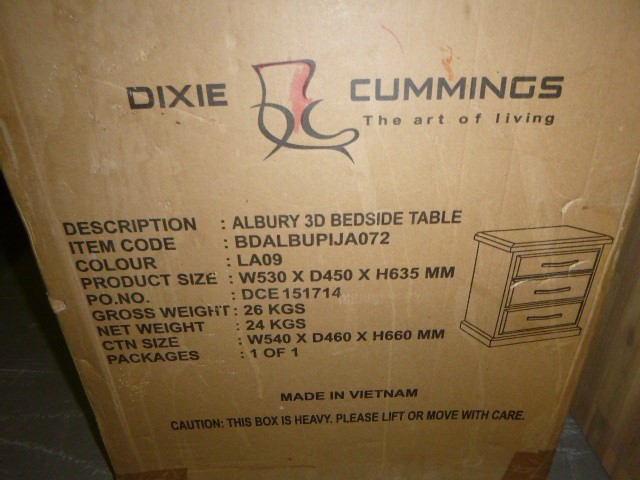 DIXIE CUMMINGS
The art of living
DESCRIPTION : ALBURY 3D BEDSIDE TABLE
ITEM CODE : BDALBUPIJA072
COLOUR : LA09
PRODUCT SIZE : W530 X D450 X H635 MM
PO.NO. : DCE 151714
GROSS WEIGHT : 26 KGS
NET WEIGHT : 24 KGS
CTN SIZE : W540 X D460 X H660 MM
PACKAGES : 1 OF 1
MADE IN VIETNAM
CAUTION: THIS BOX IS HEAVY. PLEASE LIFT OR MOVE WITH CARE.